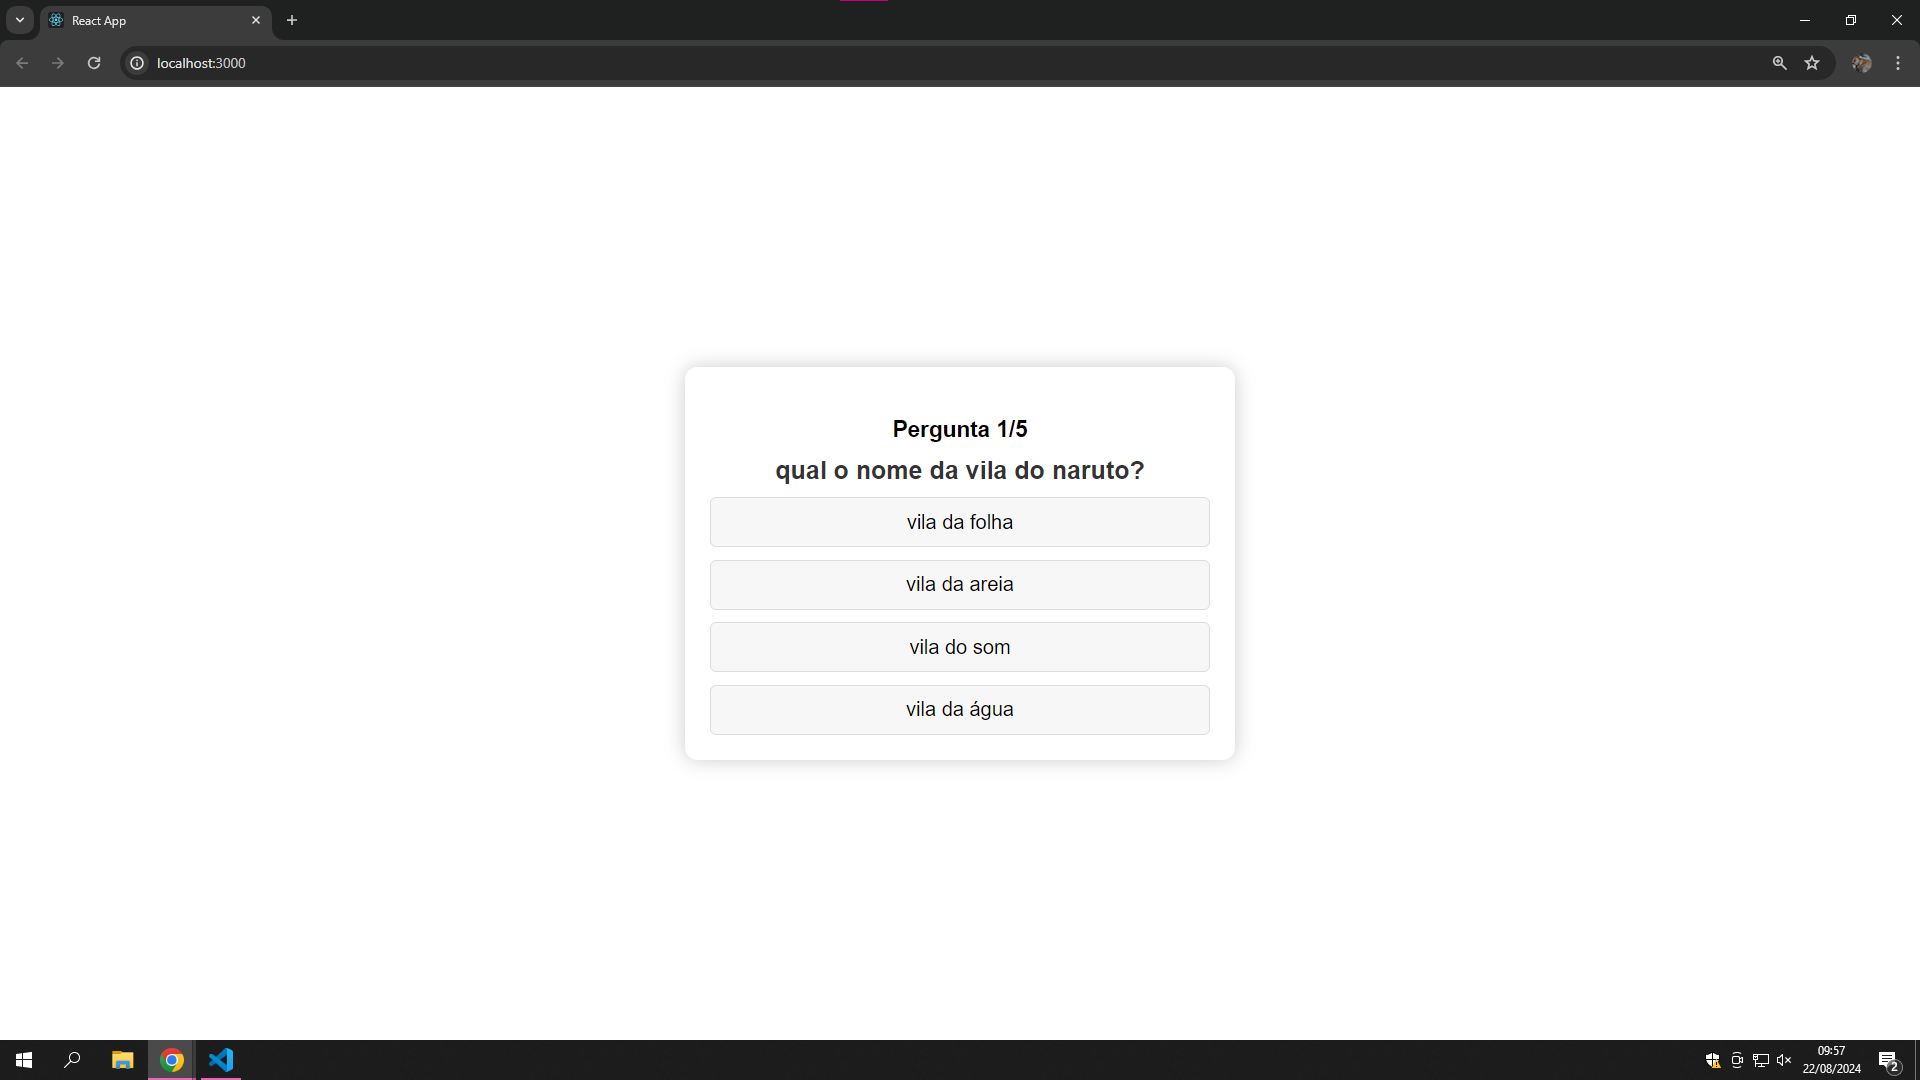 React App
localhost:3000
Pergunta 1/5
qual o nome da vila do naruto?
vila da folha
vila da areia
vila do som
vila da água
09:57
22/08/2024
2